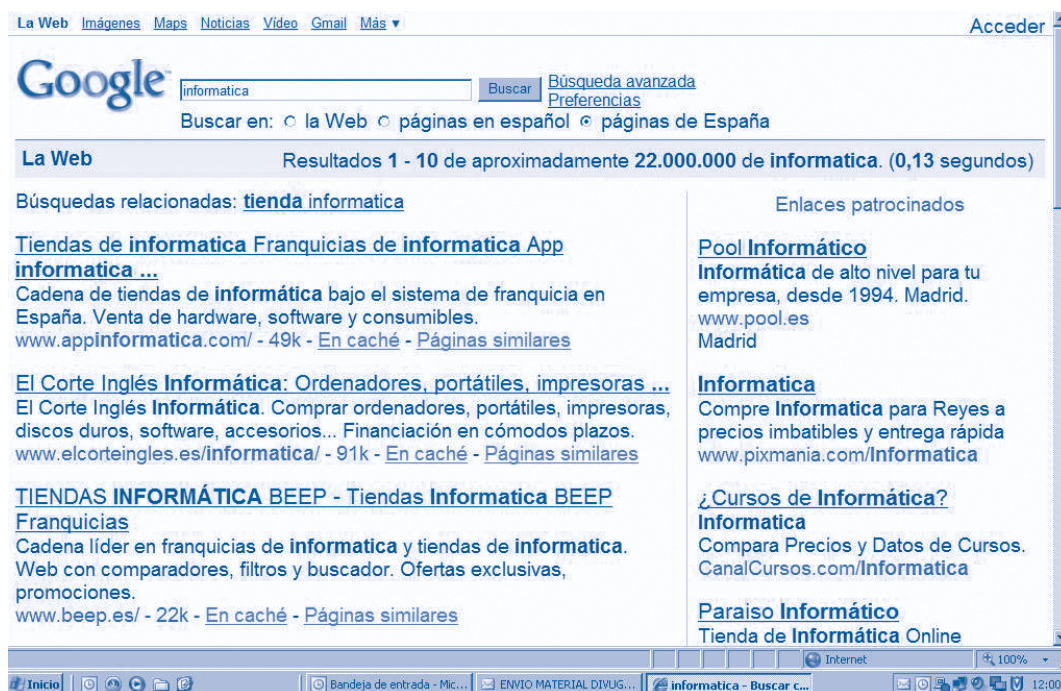 La Web Imágenes Maps Noticias Vídeo Gmail Más ▼
Acceder
Google
informatica
Buscar
Búsqueda avanzada
Preferencias
Buscar en: la Web páginas en español páginas de España
La Web
Resultados 1 - 10 de aproximadamente 22.000.000 de informatica. (0,13 segundos)
Búsquedas relacionadas: tienda informatica
Tiendas de informatica Franquicias de informatica App
informatica ...
Cadena de tiendas de informática bajo el sistema de franquicia en
España. Venta de hardware, software y consumibles.
www.appinformatica.com/ - 49k - En caché - Páginas similares
El Corte Inglés Informática: Ordenadores, portátiles, impresoras ...
El Corte Inglés Informática. Comprar ordenadores, portátiles, impresoras,
discos duros, software, accesorios... Financiación en cómodos plazos.
www.elcorteingles.es/informatica/ - 91k - En caché - Páginas similares
TIENDAS INFORMÁTICA BEEP - Tiendas Informatica BEEP
Franquicias
Cadena líder en franquicias de informatica y tiendas de informatica.
Web con comparadores, filtros y buscador. Ofertas exclusivas,
promociones.
www.beep.es/ - 22k - En caché - Páginas similares
Enlaces patrocinados
Pool Informático
Informática de alto nivel para tu
empresa, desde 1994. Madrid.
www.pool.es
Madrid
Informatica
Compre Informatica para Reyes a
precios imbatibles y entrega rápida
www.pixmania.com/Informatica
¿Cursos de Informática?
Informatica
Compara Precios y Datos de Cursos.
CanalCursos.com/Informatica
Paraiso Informático
Tienda de Informática Online
Internet
100%
Inicio
Bandeja de entrada - Mic...
ENVIO MATERIAL DIVUG...
informatica - Buscar c...